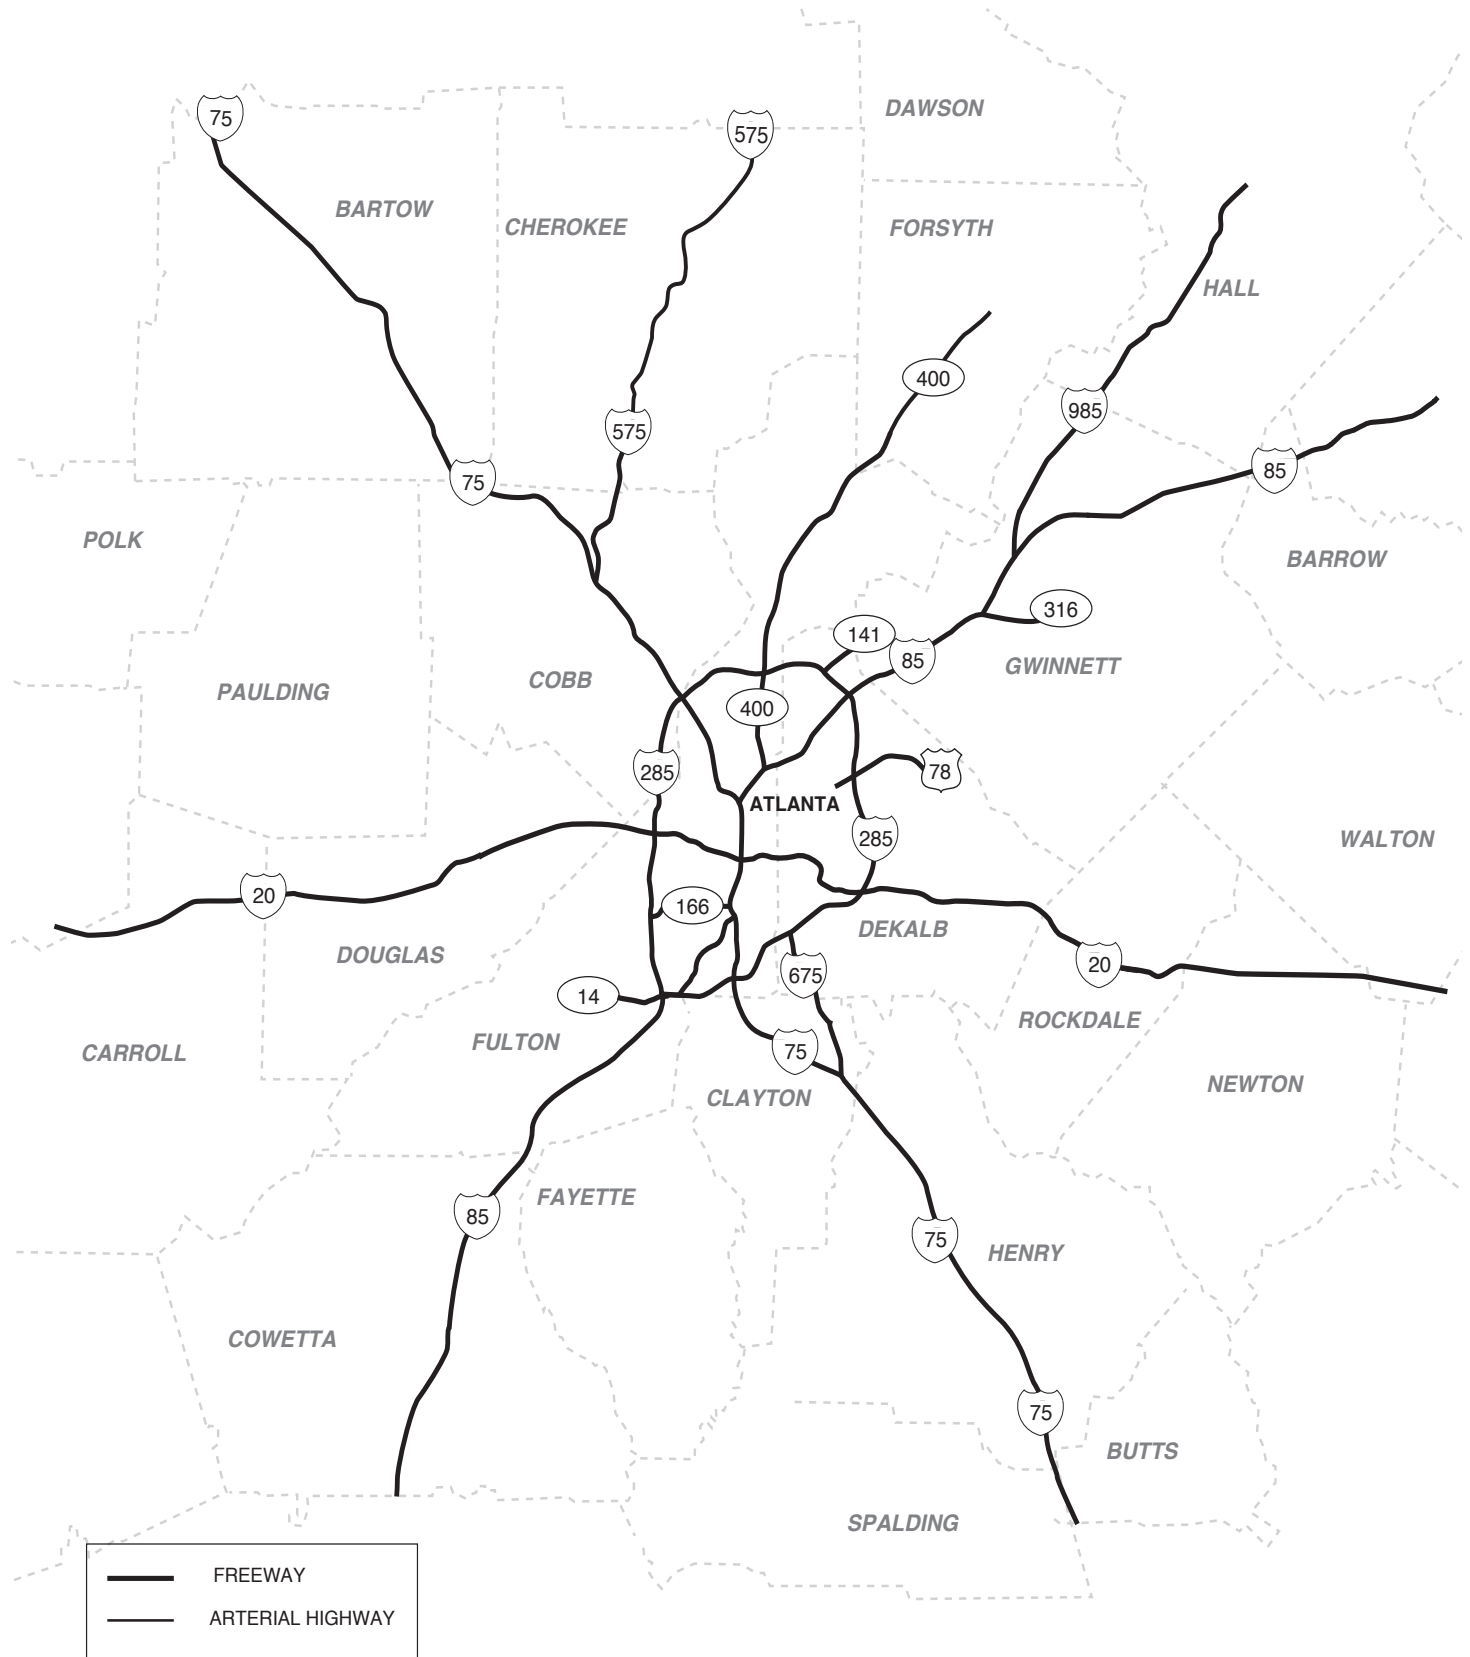 DAWSON
75
575
BARTOW
CHEROKEE
FORSYTH
HALL
400
985
575
85
75
POLK
BARROW
316
141
85
GWINNETT
COBB
PAULDING
400
285
78
ATLANTA
285
WALTON
20
166
DEKALB
DOUGLAS
20
675
14
ROCKDALE
FULTON
75
CARROLL
NEWTON
CLAYTON
FAYETTE
85
75
HENRY
COWETTA
75
BUTTS
SPALDING
FREEWAY
ARTERIAL HIGHWAY